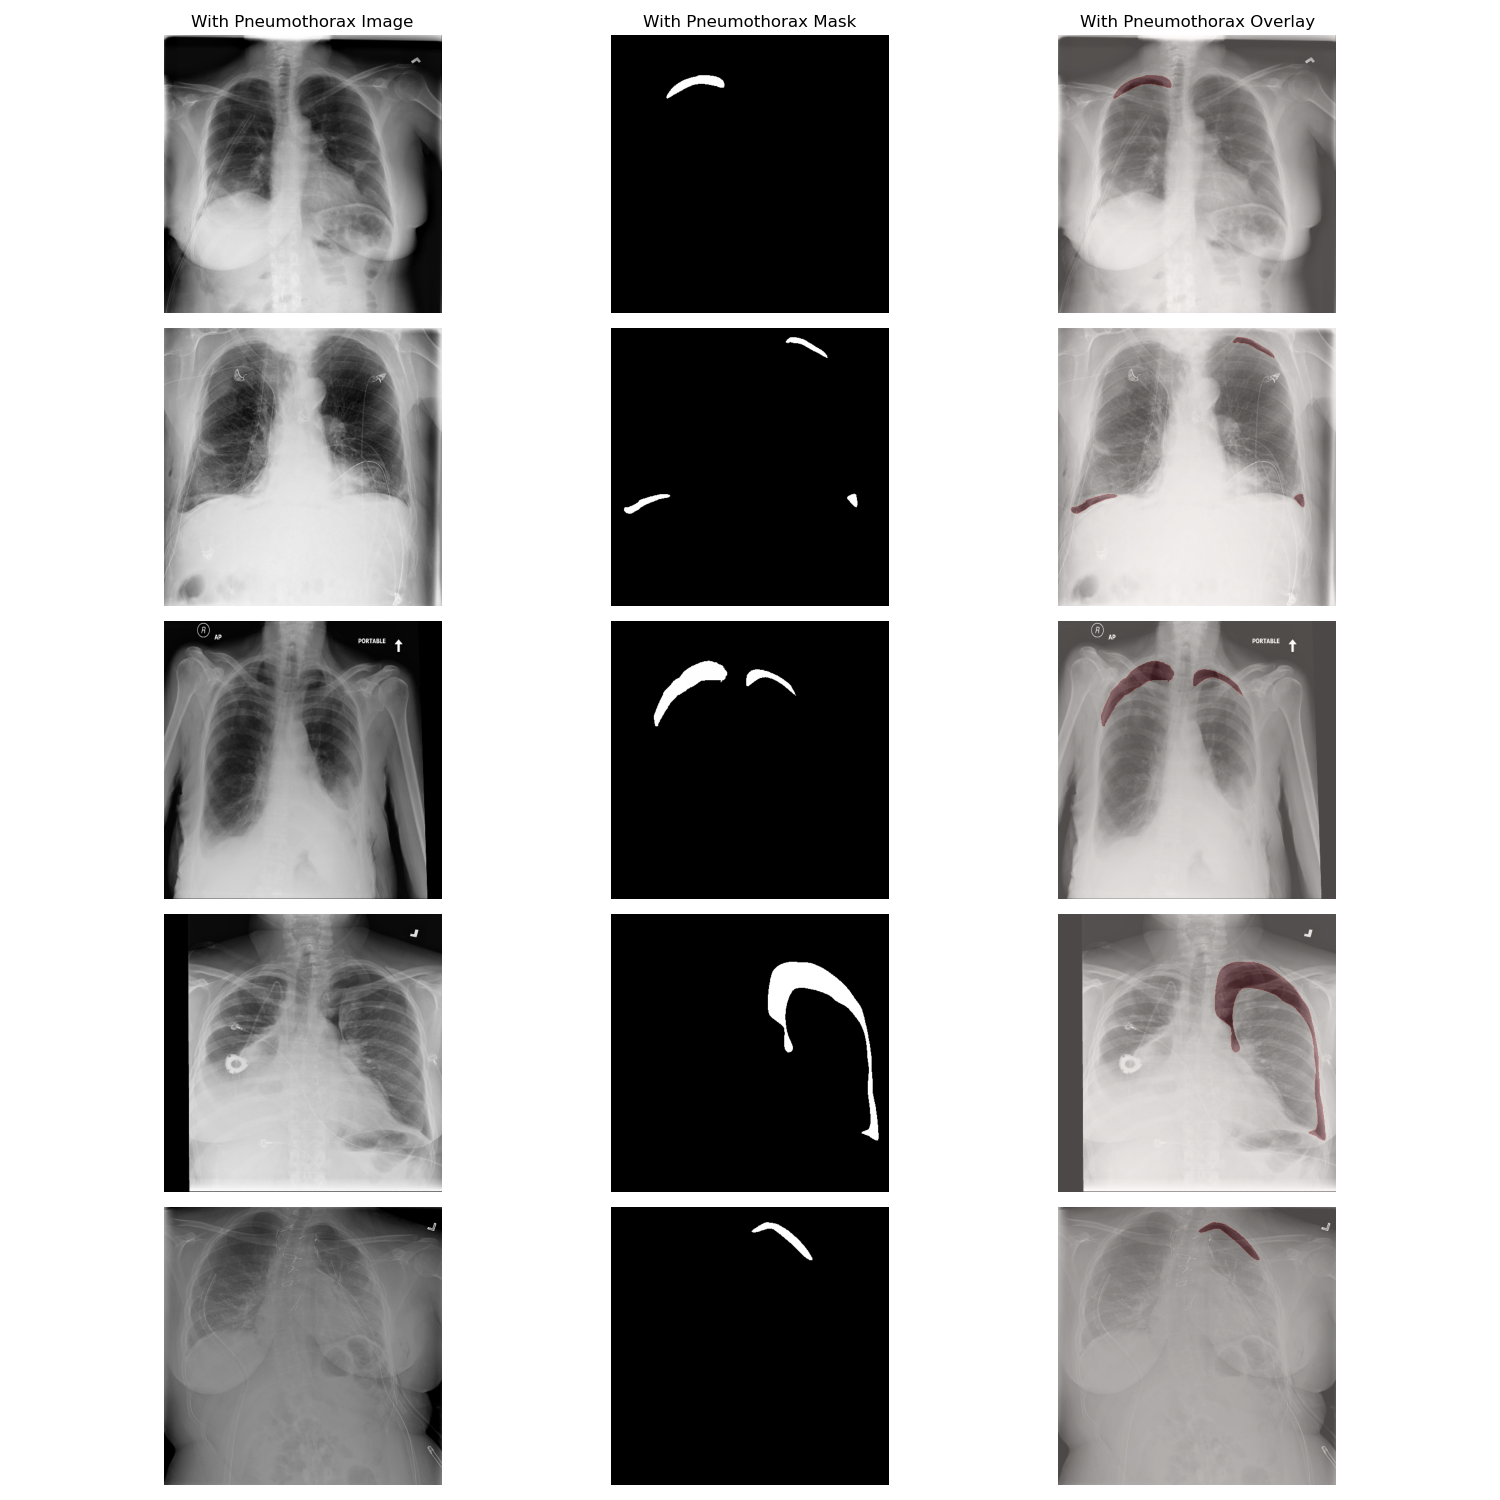 With Pneumothorax Image
With Pneumothorax Mask
With Pneumothorax Overlay
R
AP
PORTABLE
R
AP
PORTABLE
L
L
L
L